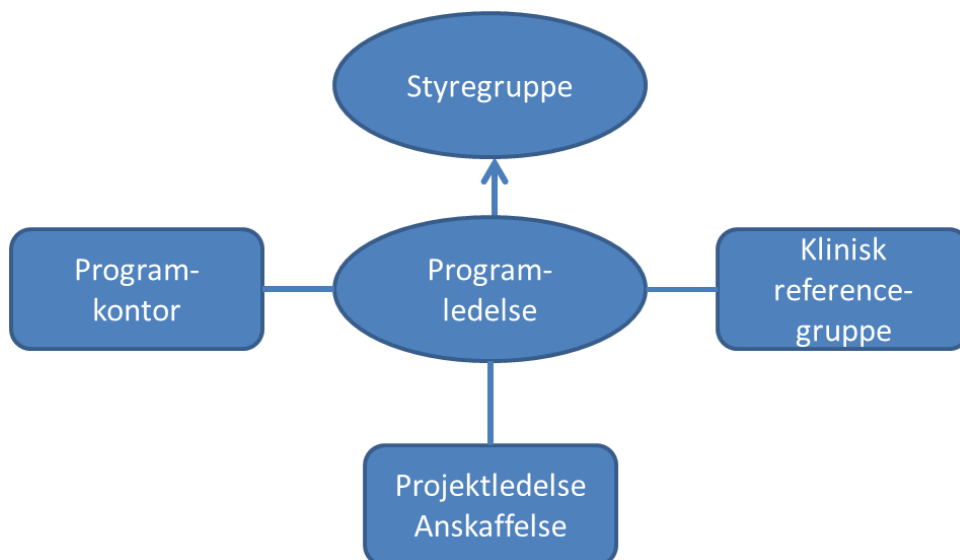 Styregruppe
Program-
kontor
Program-
ledelse
Klinisk
reference-
gruppe
Projektledelse
Anskaffelse